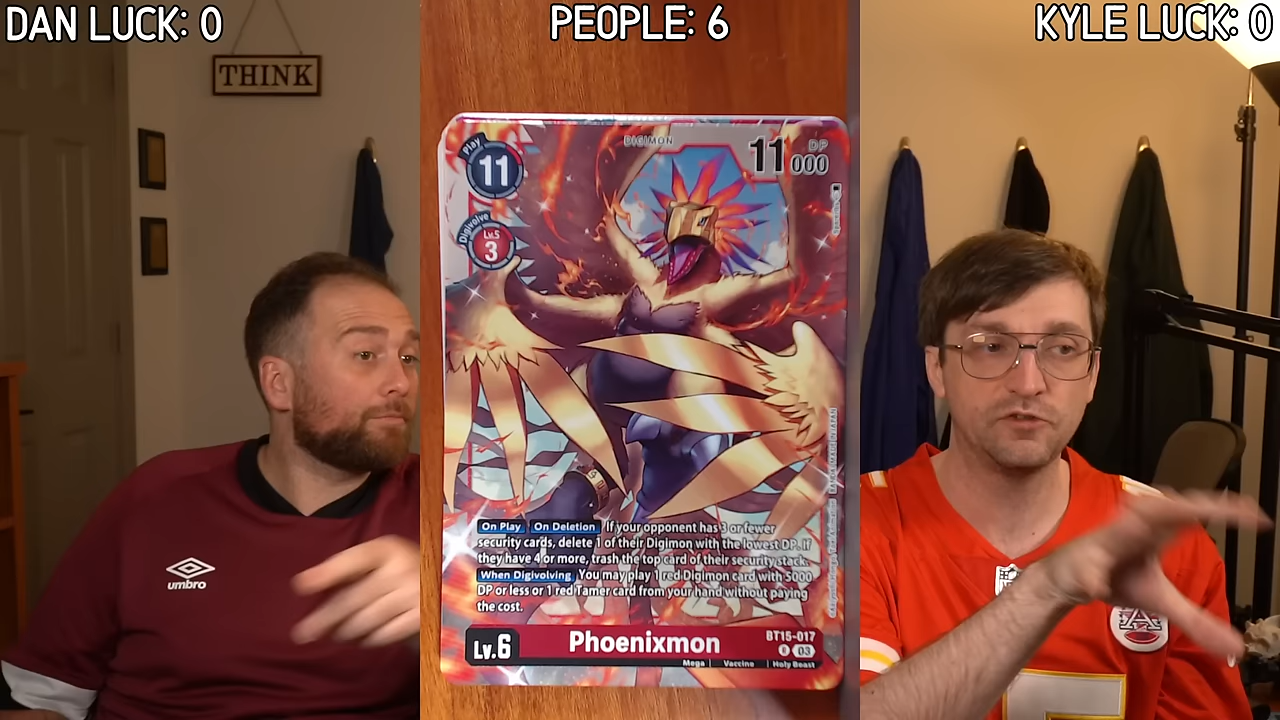 DAN LUCK: 0
PEOPLE: 6
KYLE LUCK: 0
THINK
DIGIMON
Play
11
11000
DP
Digivolve
Lv.5
3
On Play On Deletion If your opponent has 3 or fewer
security cards, delete 1 of their Digimon with the lowest DP. If
they have 4 or more, trash the top card of their security stack.
When Digivolving You may play 1 red Digimon card with 5000
DP or less or 1 red Tamer card from your hand without paying
the cost.
Lv.6
Phoenixmon
BT15-017
R 03
Mega | Vaccine | Holy Beast
umbro
NFL